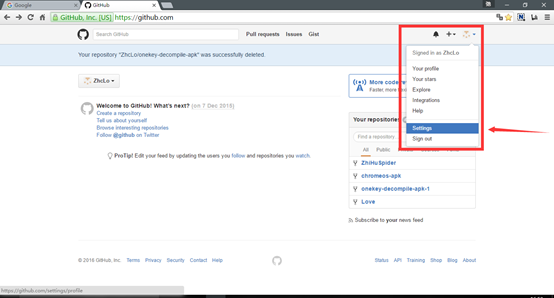 Google
GitHub
GitHub, Inc. [US] https://github.com
Search GitHub
Pull requests Issues Gist
Your repository "ZhcLo/onekey-decompile-apk" was successfully deleted.
Signed in as ZhcLo
Your profile
Your stars
Explore
Integrations
Help
Settings
Sign out
ZhcLo
Welcome to GitHub! What's next? (on 7 Dec 2016)
Create a repository
Tell us about yourself
Browse interesting repositories
Follow @github on Twitter
ProTip! Edit your feed by updating the users you follow and repositories you watch.
Your repositories
Find a repository
All Public
ZhiHuSpider
chromeos-apk
onekey-decompile-apk-1
Love
Subscribe to your news feed
© 2016 GitHub, Inc. Terms Privacy Security Contact Help
Status API Training Shop Blog About
https://github.com/settings/profile